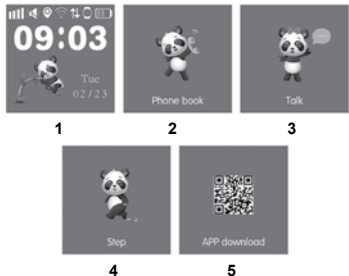 09:03
Tue
02/23
1
Phone book
2
Talk
3
Step
4
APP download
5